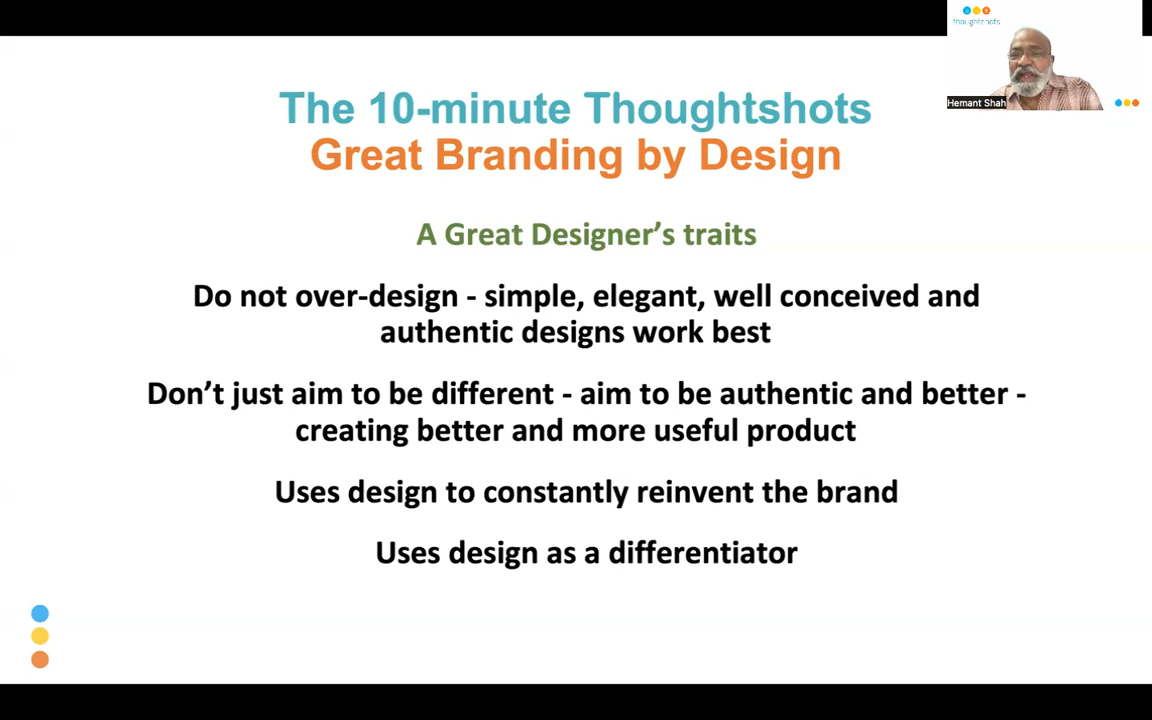 thoughtshots
Hemant Shah
The 10-minute Thoughtshots
Great Branding by Design
A Great Designer’s traits
Do not over-design - simple, elegant, well conceived and
authentic designs work best
Don’t just aim to be different - aim to be authentic and better -
creating better and more useful product
Uses design to constantly reinvent the brand
Uses design as a differentiator